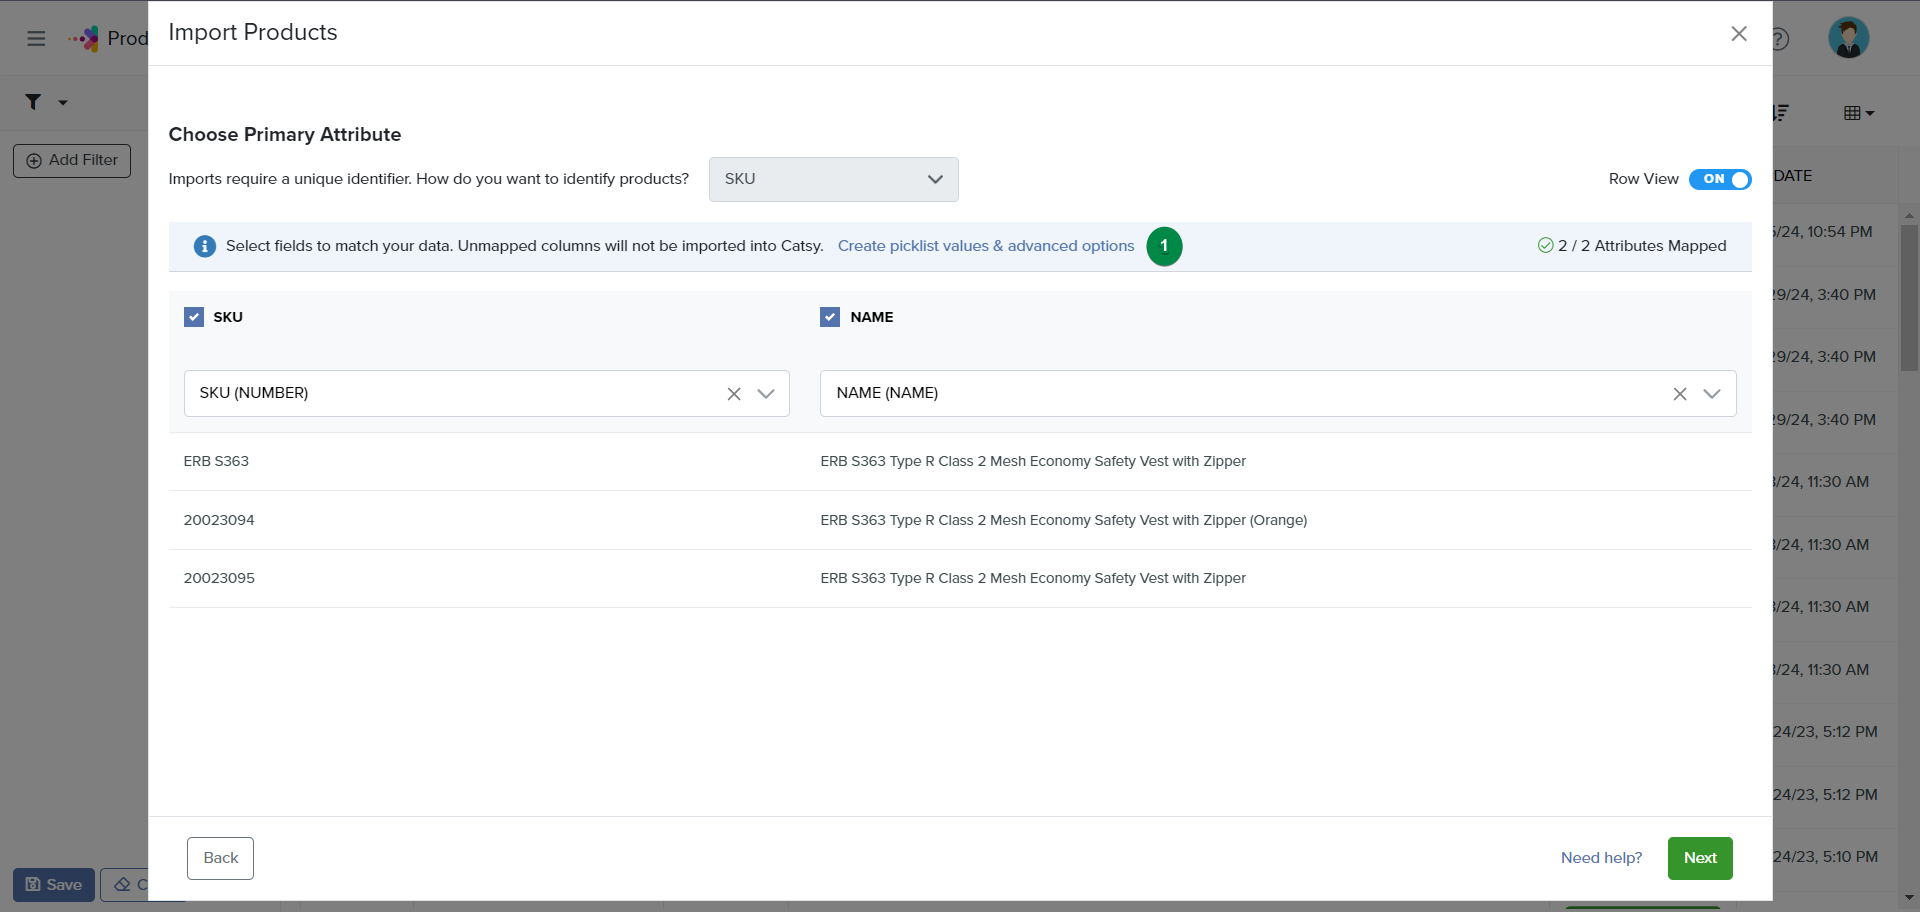 Import Products
Prod
Add Filter
Choose Primary Attribute
Imports require a unique identifier. How do you want to identify products?
SKU
Row View
ON
DATE
Select fields to match your data. Unmapped columns will not be imported into Catsy.
Create picklist values & advanced options
1
2 / 2 Attributes Mapped
5/24, 10:54 PM
SKU
NAME
29/24, 3:40 PM
29/24, 3:40 PM
SKU (NUMBER)
NAME (NAME)
29/24, 3:40 PM
ERB S363
ERB S363 Type R Class 2 Mesh Economy Safety Vest with Zipper
/24, 11:30 AM
20023094
ERB S363 Type R Class 2 Mesh Economy Safety Vest with Zipper (Orange)
/24, 11:30 AM
20023095
ERB S363 Type R Class 2 Mesh Economy Safety Vest with Zipper
/24, 11:30 AM
/24, 11:30 AM
24/23, 5:12 PM
24/23, 5:12 PM
24/23, 5:10 PM
Back
Need help?
Next
Save
C
?